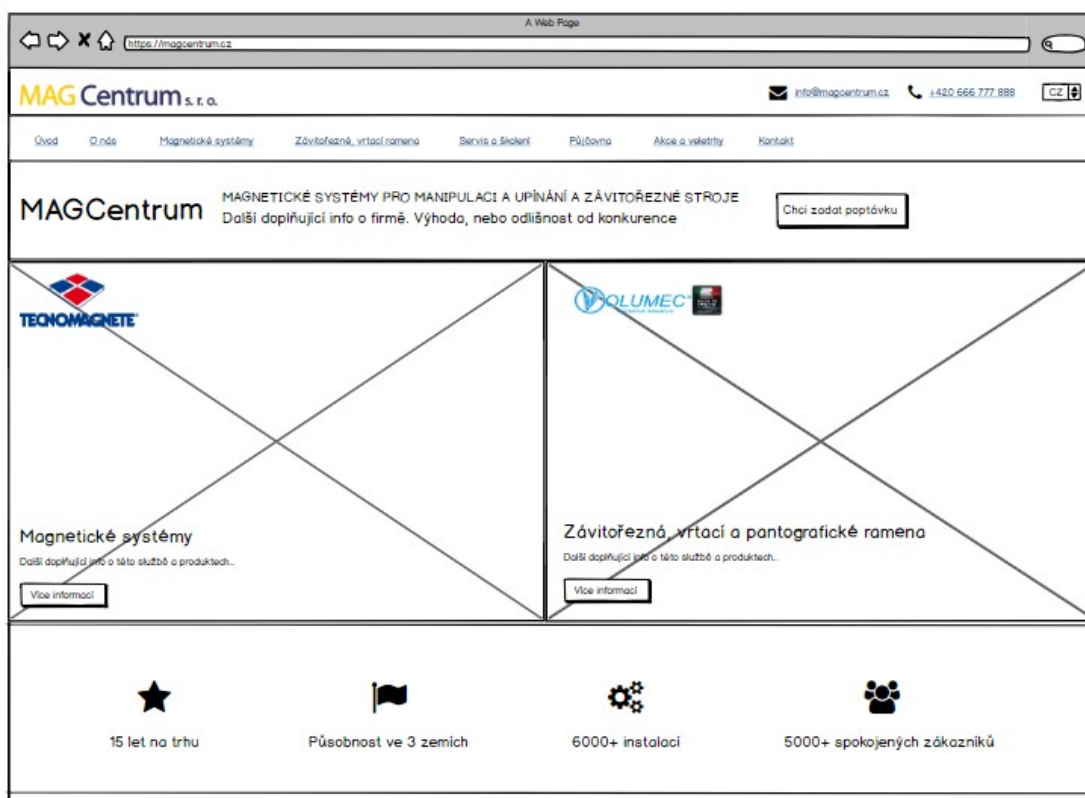 A Web Page
https://magcentrum.cz
MAG Centrum s. r. o.
info@magcentrum.cz
+420 666 777 888
CZ
Úvod
O nás
Magnetické systémy
Závitořezné, vrtací ramena
Servis a školení
Půjčovna
Akce a veletrhy
Kontakt
MAGCentrum
MAGNETICKÉ SYSTÉMY PRO MANIPULACI A UPÍNÁNÍ A ZÁVITOŘEZNÉ STROJE
Další doplňující info o firmě. Výhoda, nebo odlišnost od konkurence
Chci zadat poptávku
TECNOMAGNETE
VOLUMEC
Magnetické systémy
Další doplňující info o této službě a produktech..
Více informací
Závitořezná, vrtací a pantografické ramena
Další doplňující info o této službě a produktech..
Více informací
15 let na trhu
Působnost ve 3 zemích
6000+ instalací
5000+ spokojených zákazníků